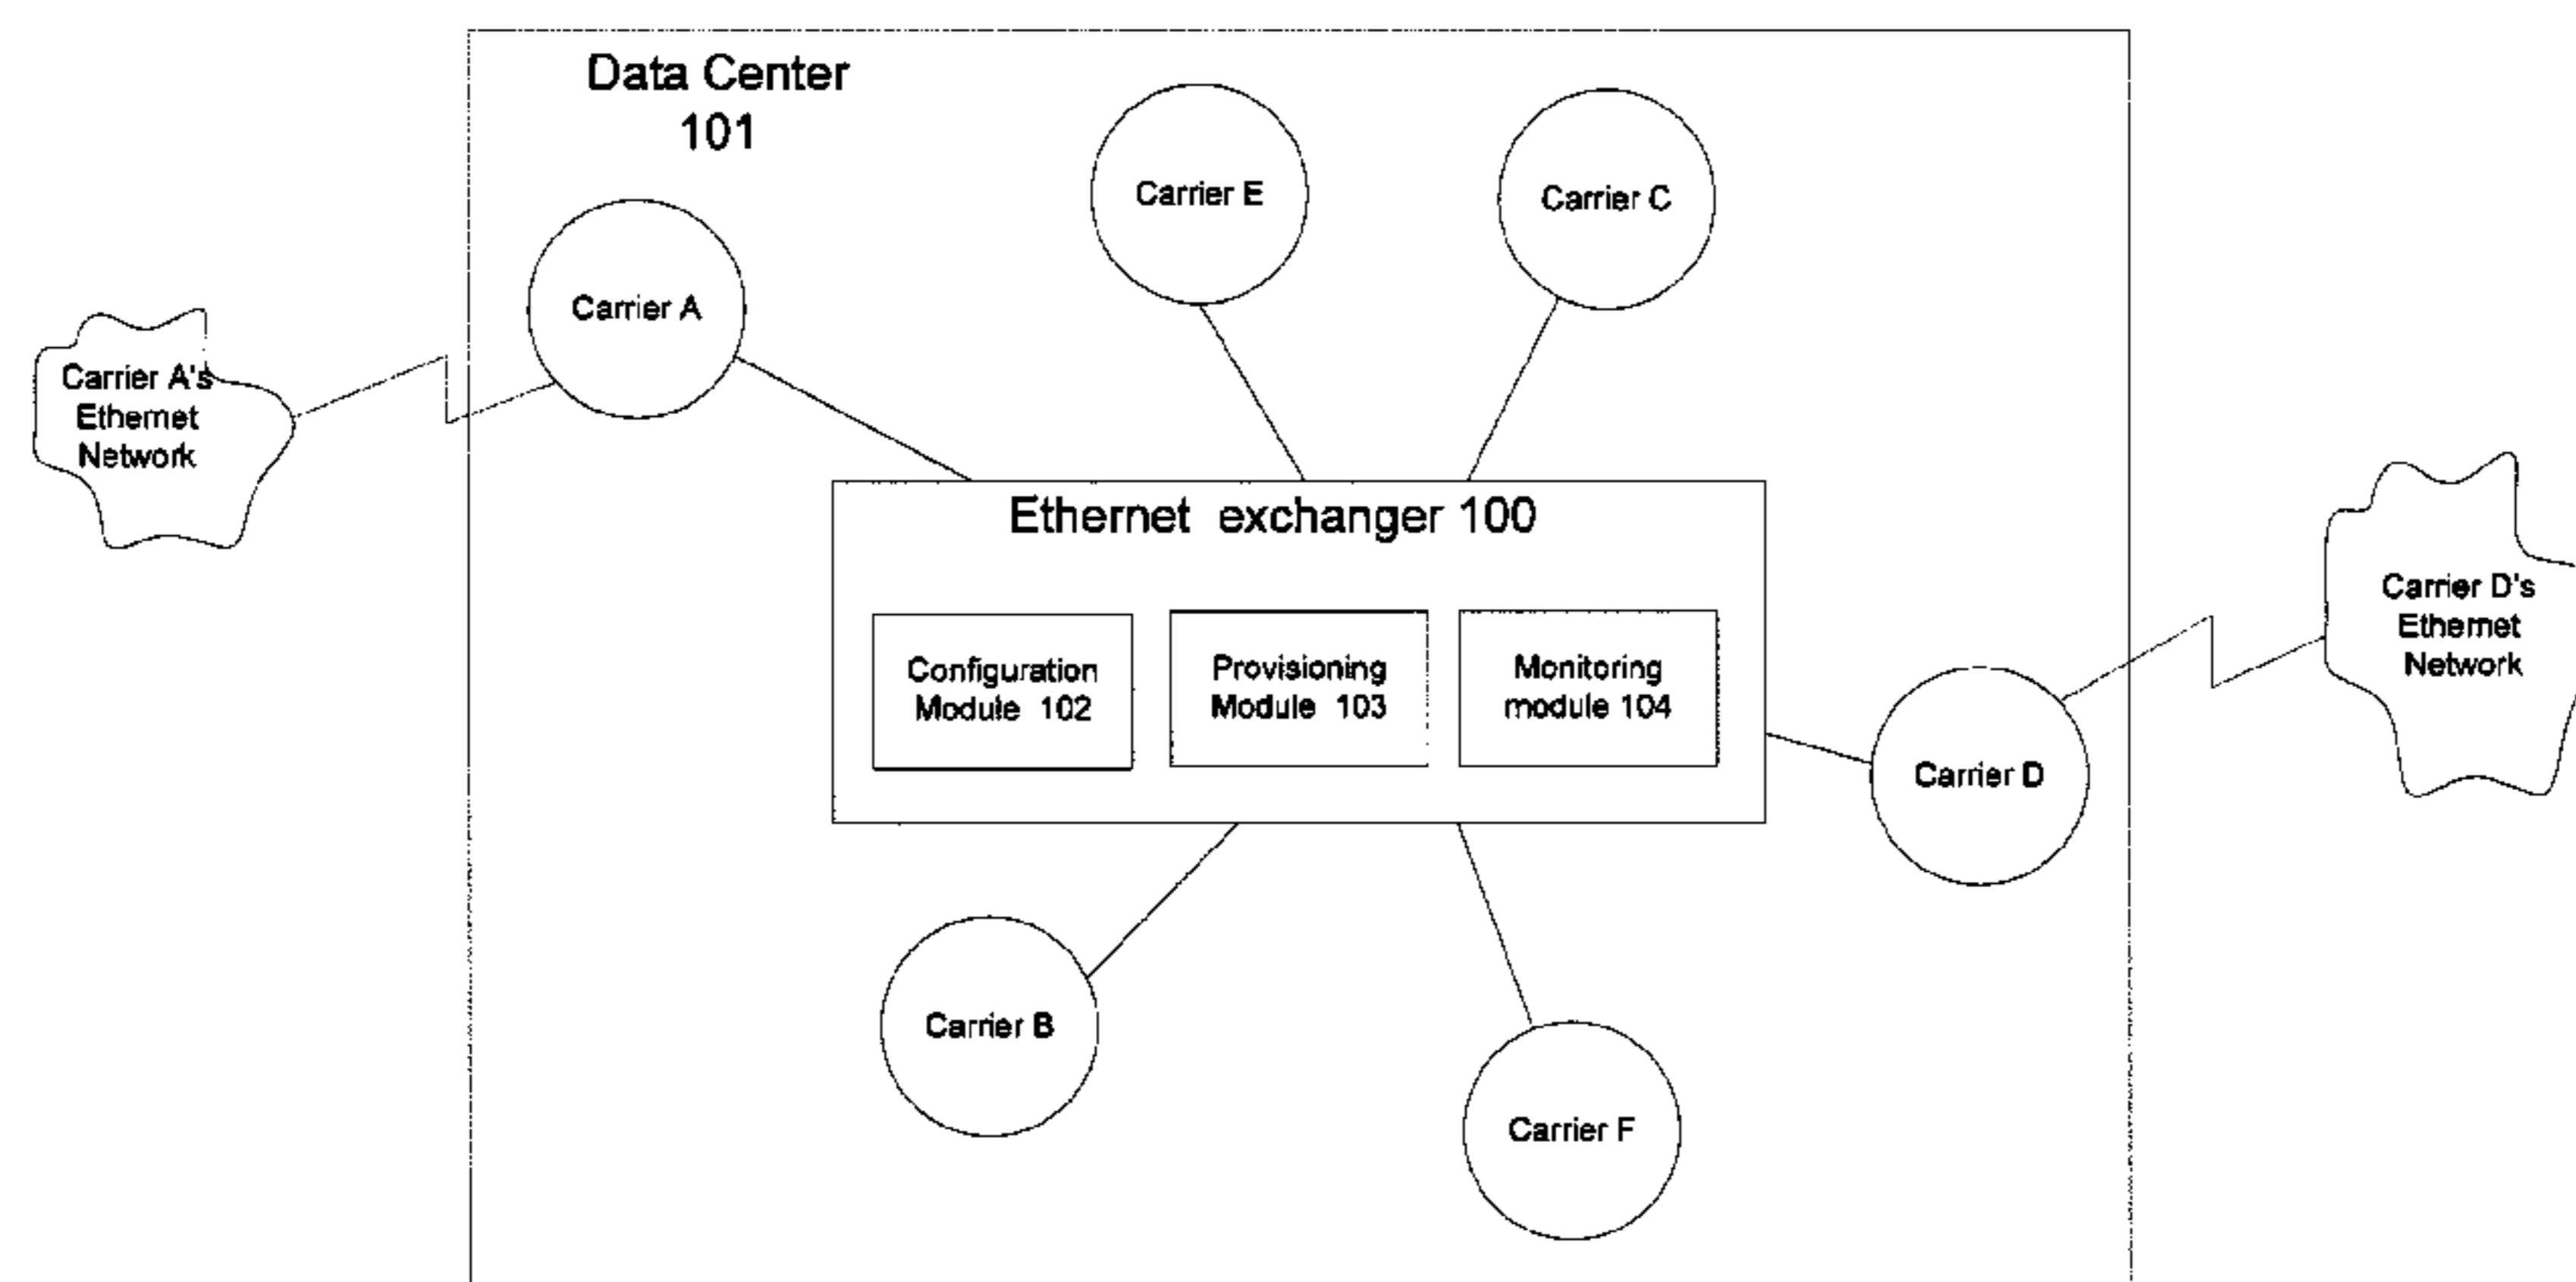 Data Center
101
Carrier E
Carrier C
Carrier A
Carrier A's
Ethernet
Network
Ethernet exchanger 100
Configuration
Module 102
Provisioning
Module 103
Monitoring
module 104
Carrier D's
Ethernet
Network
Carrier D
Carrier B
Carrier F